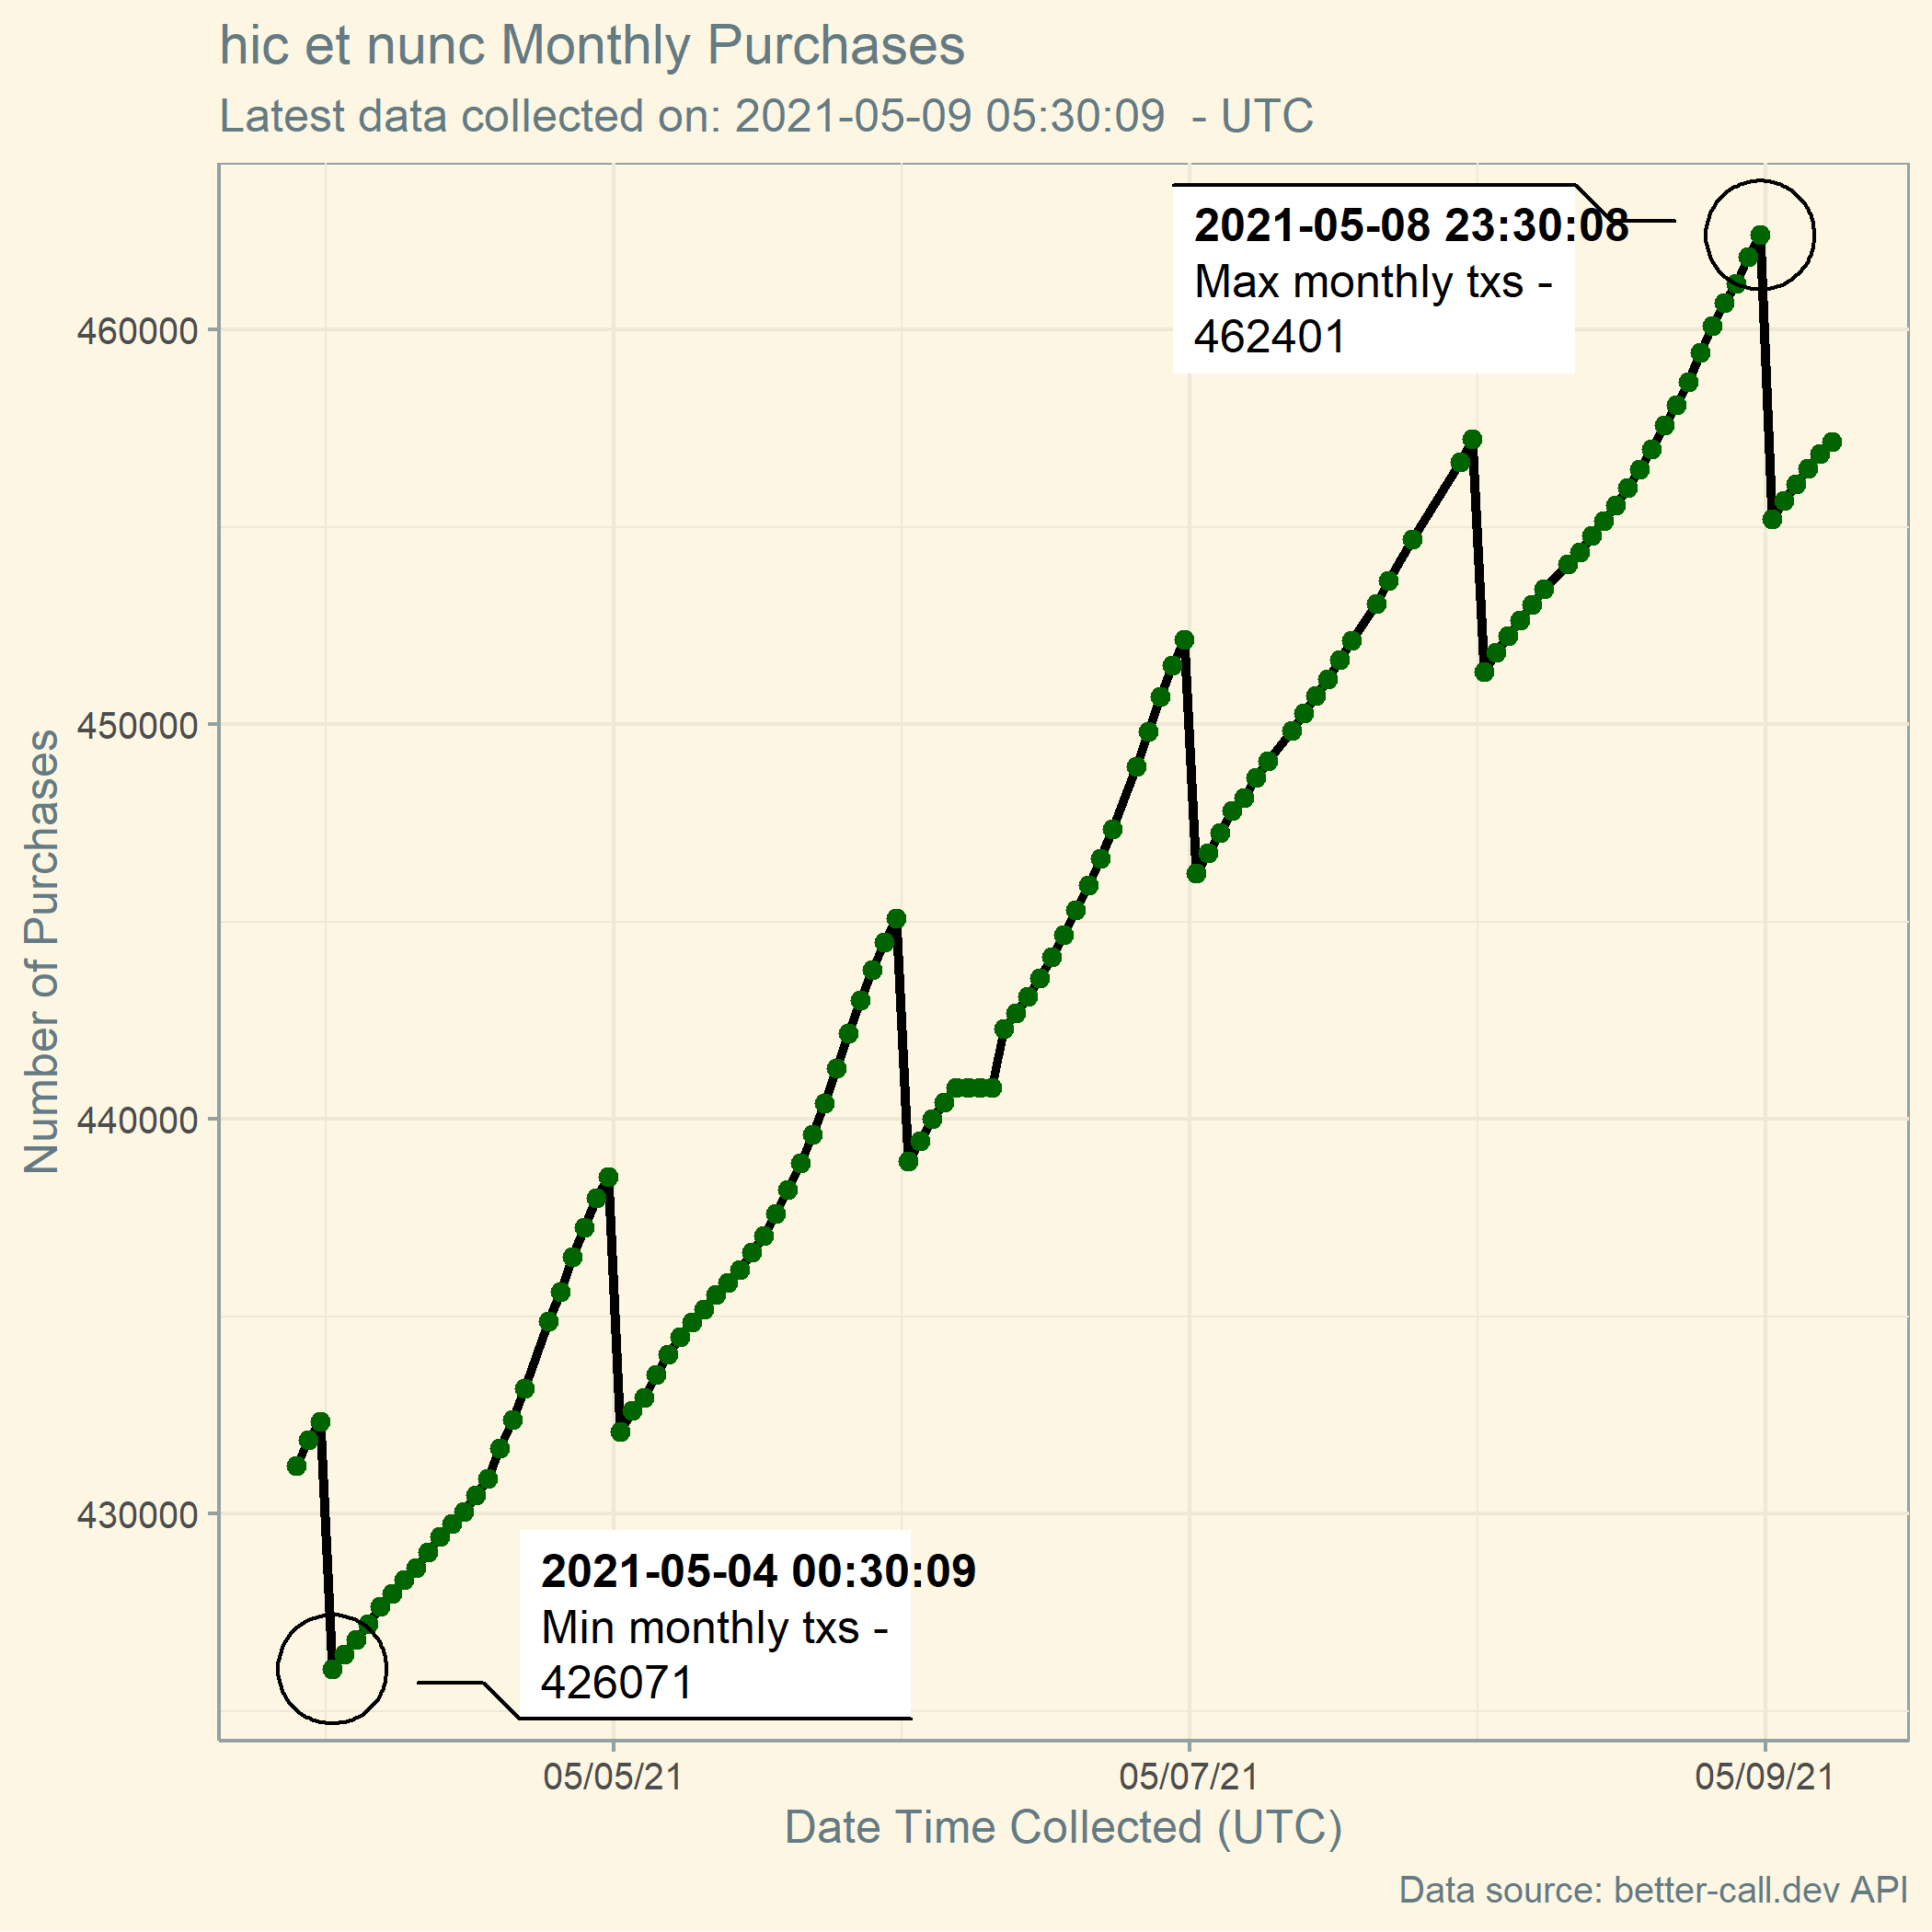 hic et nunc Monthly Purchases
Latest data collected on: 2021-05-09 05:30:09  - UTC
2021-05-08 23:30:08
Max monthly txs -
462401
460000
450000
440000
430000
Number of Purchases
2021-05-04 00:30:09
Min monthly txs -
426071
05/05/21
05/07/21
05/09/21
Date Time Collected (UTC)
Data source: better-call.dev API